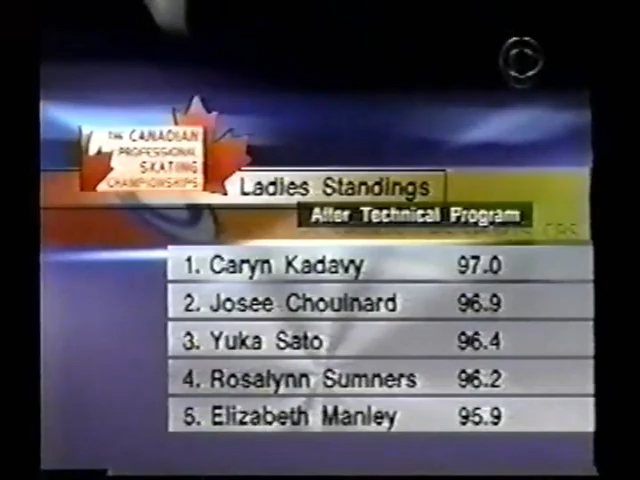 THE CANADIAN
PROFESSIONAL
SKATING
CHAMPIONSHIPS
Ladies Standings
After Technical Program
CBS
1. Caryn Kadavy 97.0
2. Josee Chouinard 96.9
3. Yuka Sato 96.4
4. Rosalynn Sumners 96.2
5. Elizabeth Manley 95.9